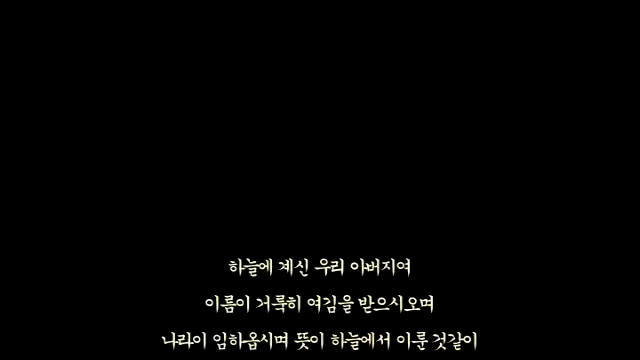 하늘에 계신 우리 아버지여
이름이 거룩히 여김을 받으시오며
나라이 임하옵시며 뜻이 하늘에서 이룬 것같이